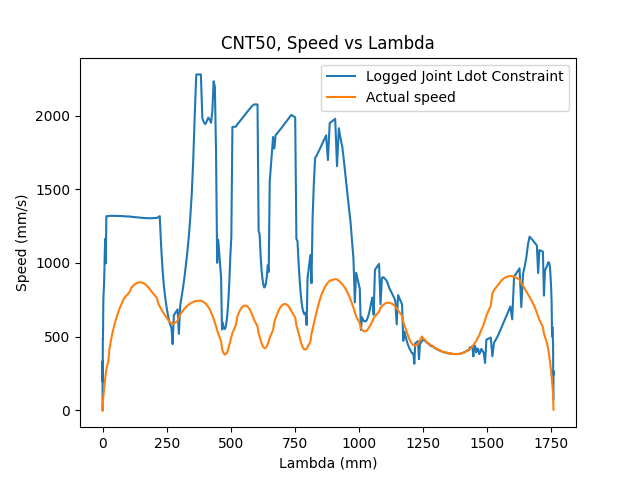 CNT50, Speed vs Lambda
Logged Joint Ldot Constraint
Actual speed
Speed (mm/s)
2000
1500
1000
500
0
0 250 500 750 1000 1250 1500 1750
Lambda (mm)